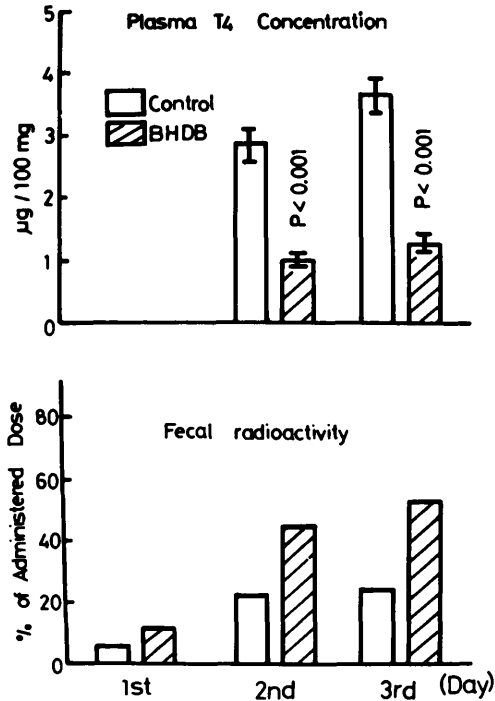 Plasma T4 Concentration
5
4
3
2
1
0
µg / 100 mg
Control
BHDB
P < 0.001
P < 0.001
Fecal radioactivity
80
60
40
20
0
% of Administered Dose
1st 2nd 3rd (Day)